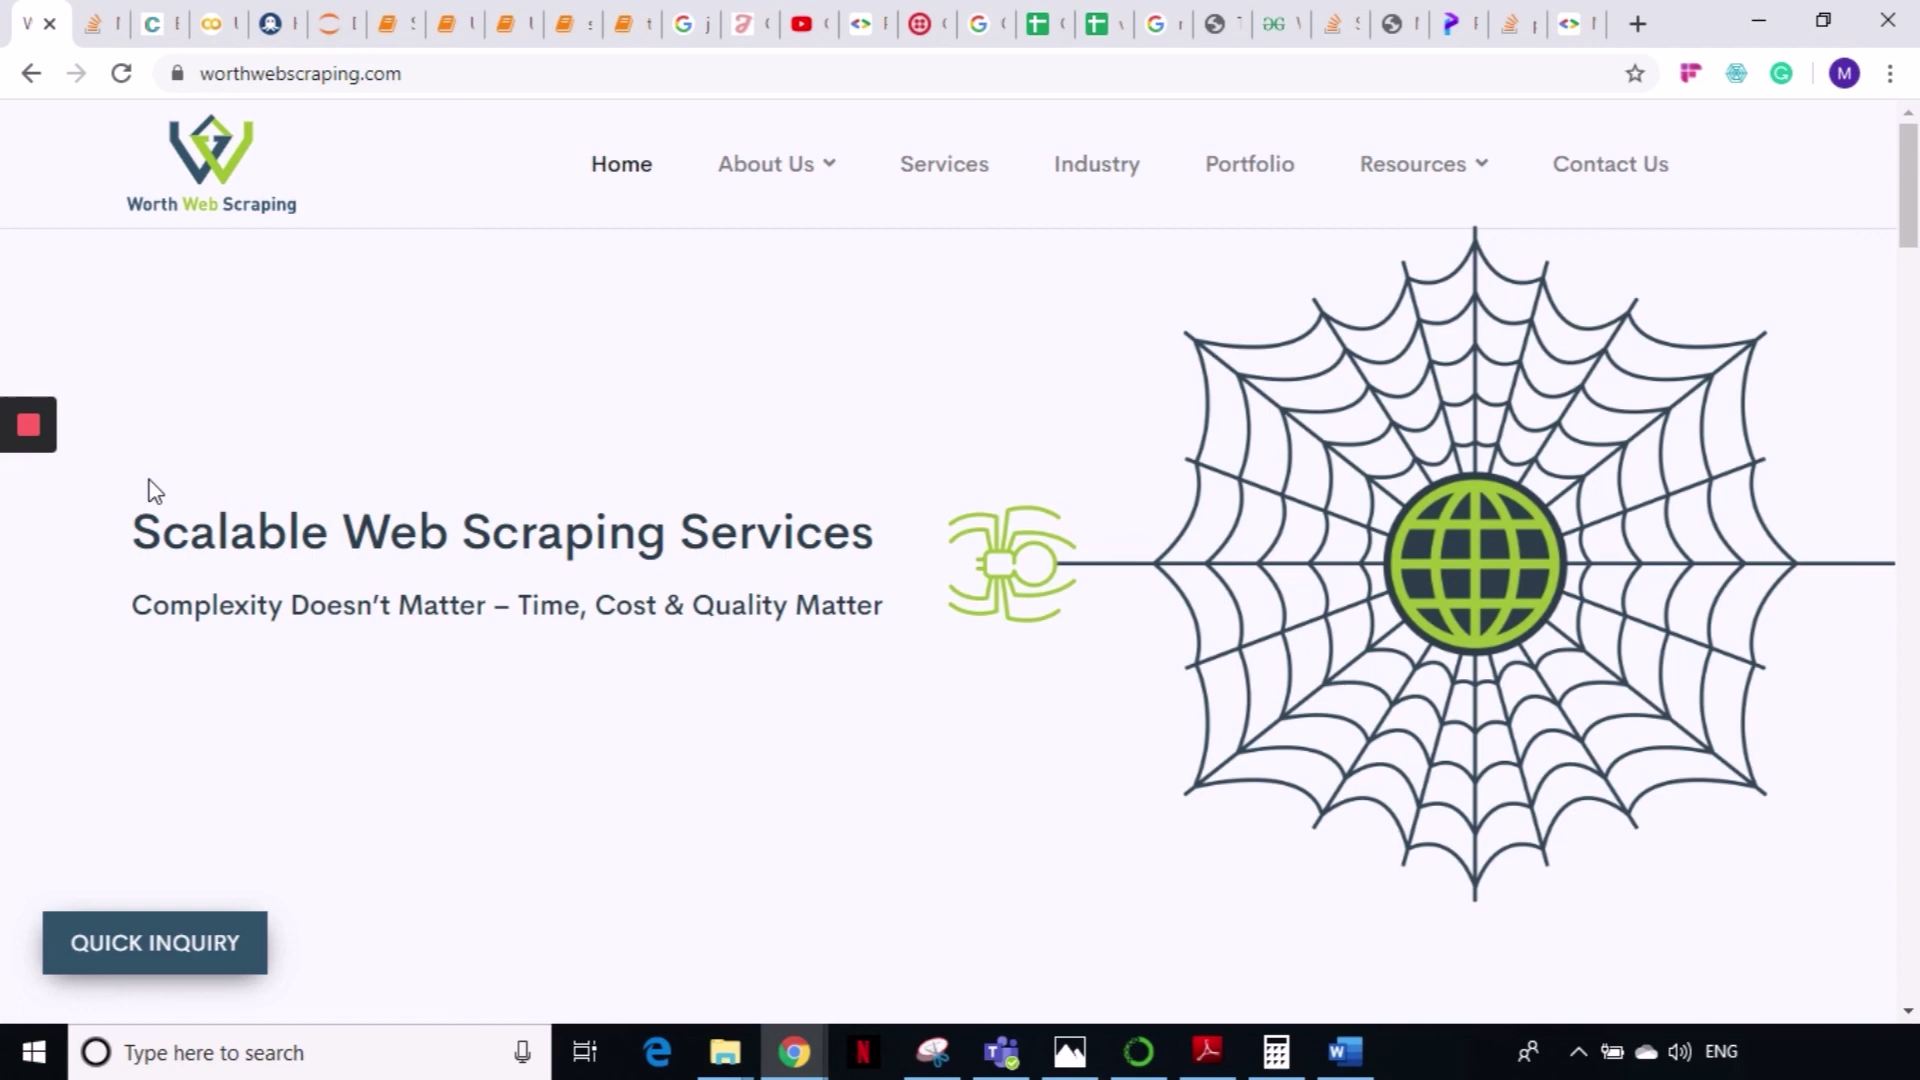 worthwebscraping.com
M
Worth Web Scraping
Home
About Us
Services
Industry
Portfolio
Resources
Contact Us
Scalable Web Scraping Services
Complexity Doesn’t Matter – Time, Cost & Quality Matter
QUICK INQUIRY
Type here to search
ENG